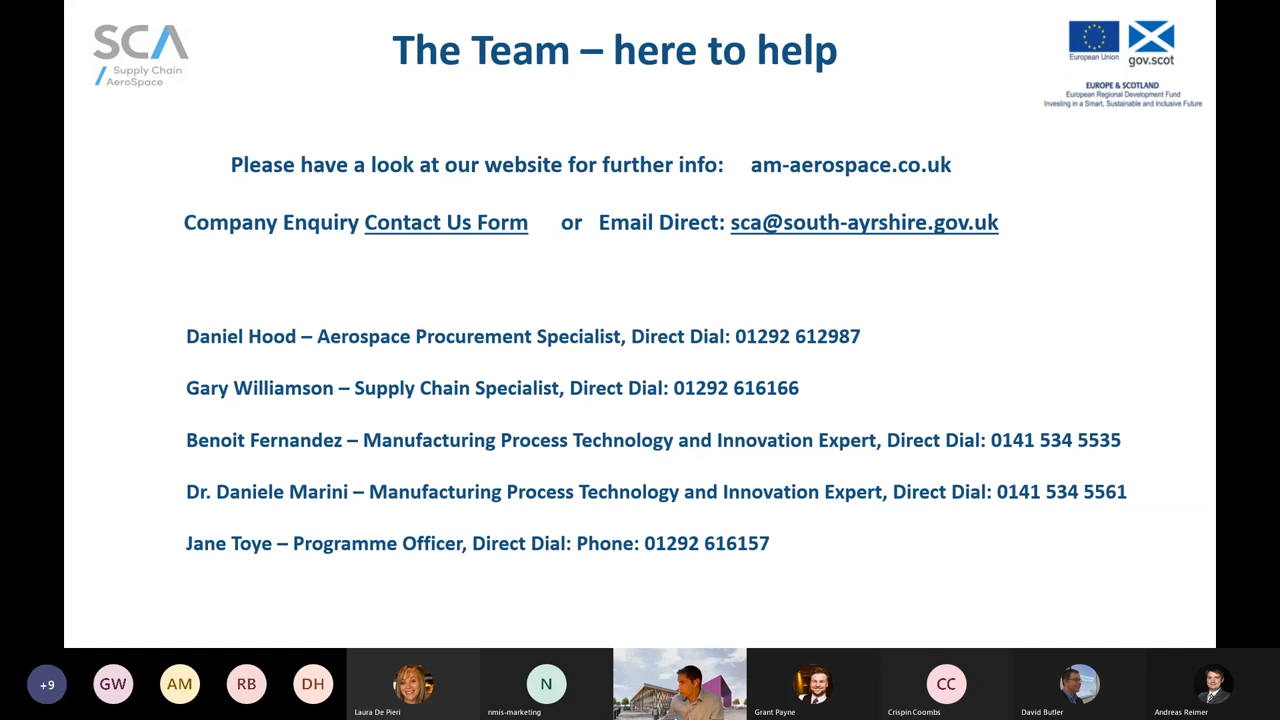 SCA
Supply Chain
AeroSpace
The Team – here to help
European Union
gov.scot
EUROPE & SCOTLAND
European Regional Development Fund
Investing in a Smart, Sustainable and Inclusive Future
Please have a look at our website for further info: am-aerospace.co.uk
Company Enquiry Contact Us Form or Email Direct: sca@south-ayrshire.gov.uk
Daniel Hood – Aerospace Procurement Specialist, Direct Dial: 01292 612987
Gary Williamson – Supply Chain Specialist, Direct Dial: 01292 616166
Benoit Fernandez – Manufacturing Process Technology and Innovation Expert, Direct Dial: 0141 534 5535
Dr. Daniele Marini – Manufacturing Process Technology and Innovation Expert, Direct Dial: 0141 534 5561
Jane Toye – Programme Officer, Direct Dial: Phone: 01292 616157
+9 GW AM RB DH N CC
Laura De Pieri nmis-marketing Grant Payne Crispin Coombs David Butler Andreas Reimer